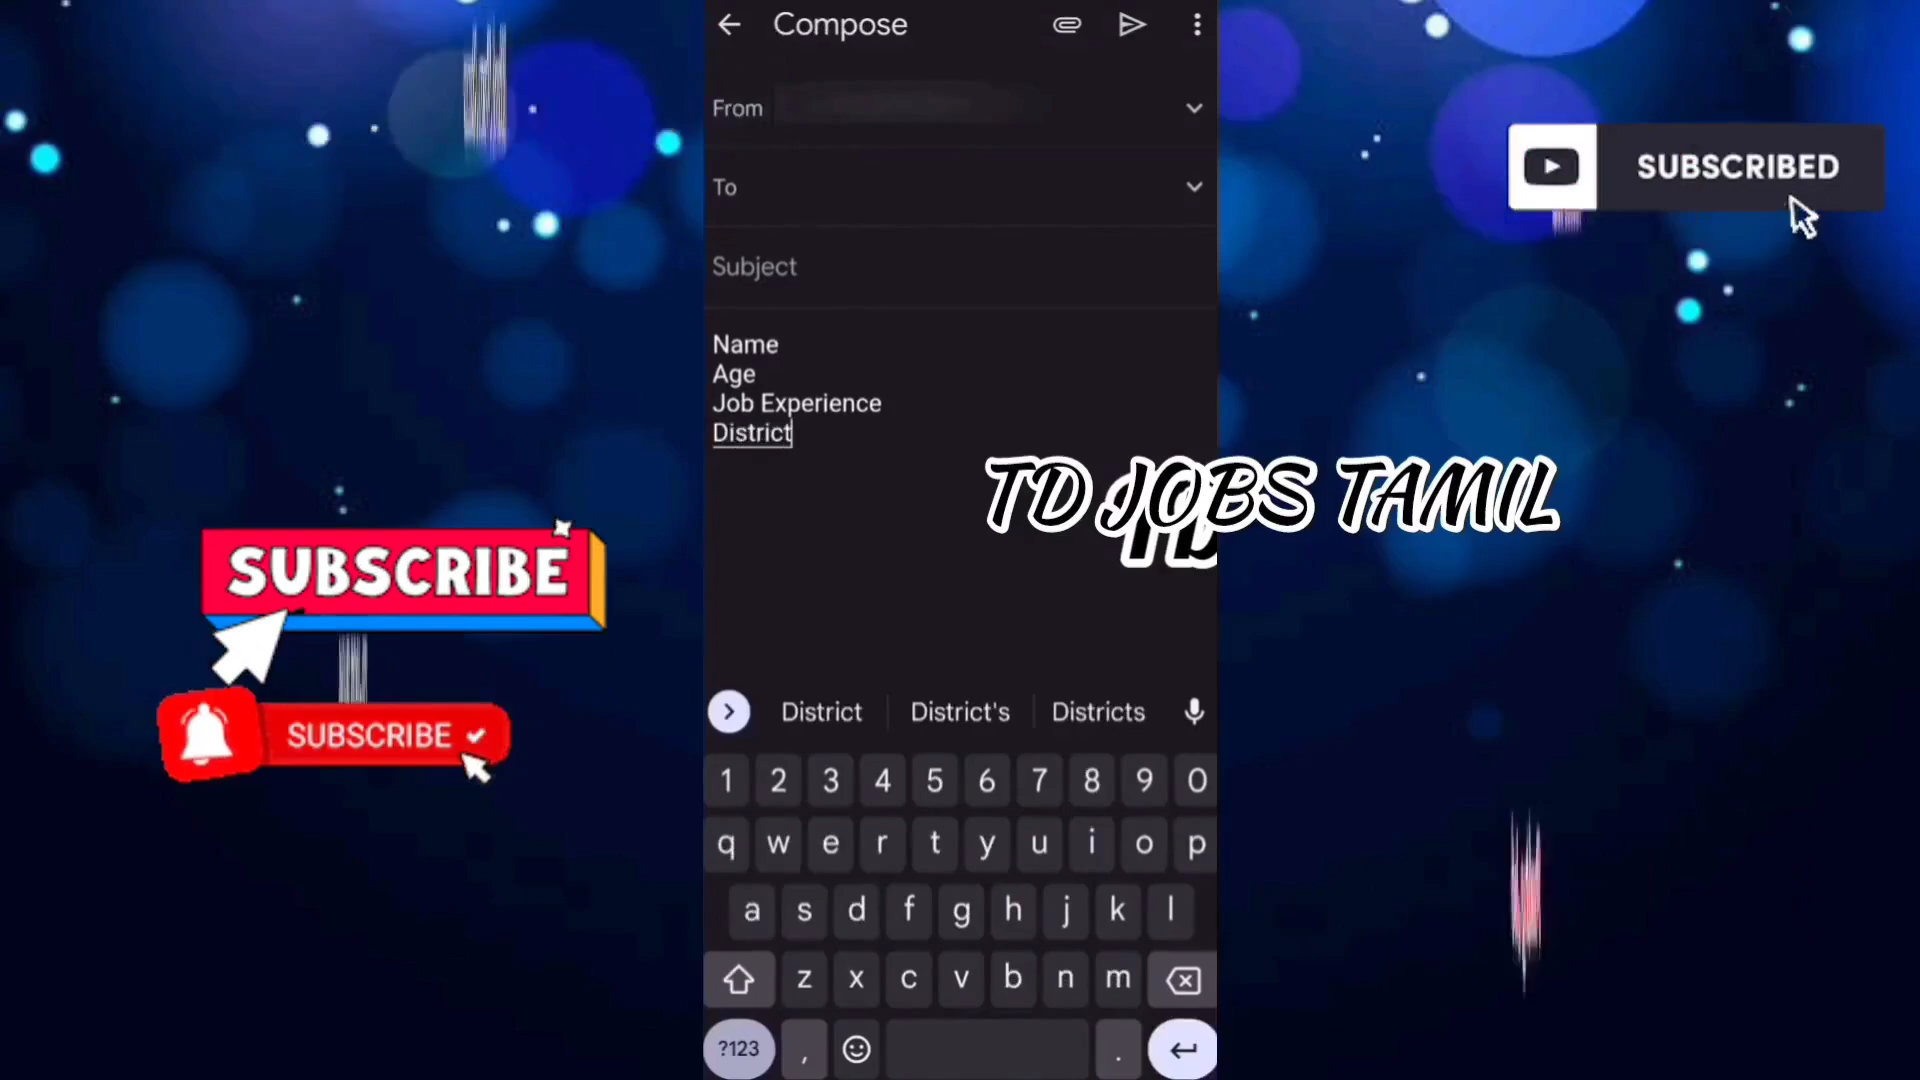 Compose
From
To
Subject
Name
Age
Job Experience
District
SUBSCRIBED
TD JOBS TAMIL
TD
SUBSCRIBE
SUBSCRIBE
District District's Districts
1 2 3 4 5 6 7 8 9 0
q w e r t y u i o p
a s d f g h j k l
z x c v b n m
?123 , .